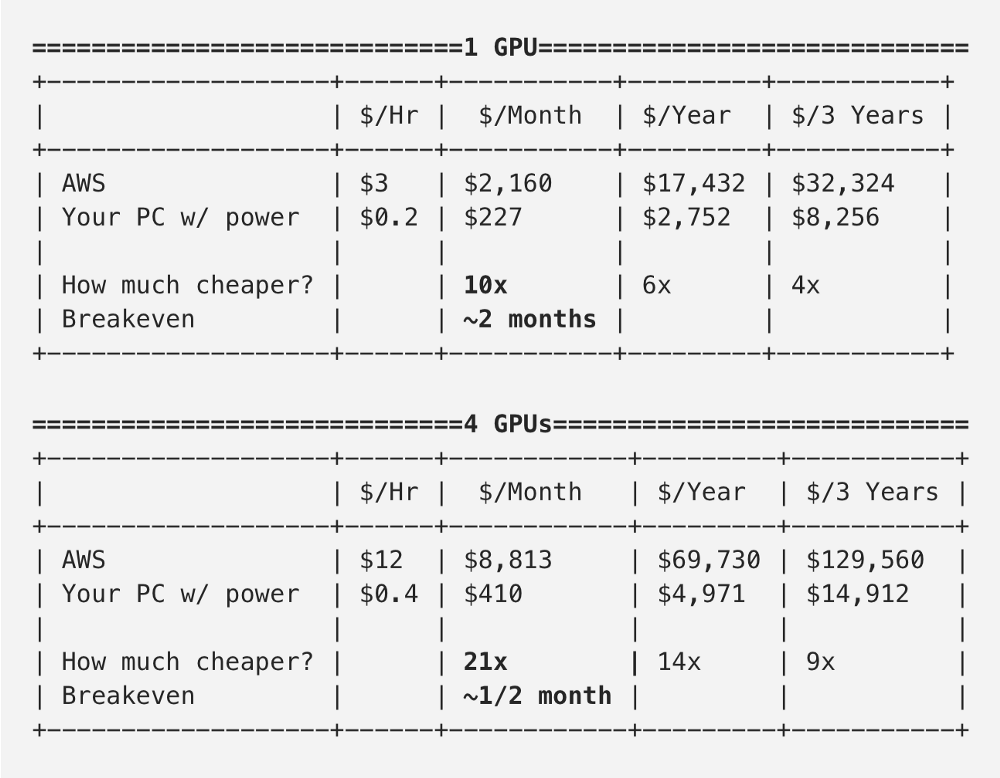 =============================1 GPU=============================
+-------------------+------+-----------+---------+-----------+
|                   | $/Hr |  $/Month  | $/Year  | $/3 Years |
+-------------------+------+-----------+---------+-----------+
| AWS               | $3   | $2,160    | $17,432 | $32,324   |
| Your PC w/ power  | $0.2 | $227      | $2,752  | $8,256    |
|                   |      |           |         |           |
| How much cheaper? |      | 10x       | 6x      | 4x        |
| Breakeven         |      | ~2 months |         |           |
+-------------------+------+-----------+---------+-----------+
=============================4 GPUs============================
+-------------------+------+------------+---------+-----------+
|                   | $/Hr |  $/Month   | $/Year  | $/3 Years |
+-------------------+------+------------+---------+-----------+
| AWS               | $12  | $8,813     | $69,730 | $129,560  |
| Your PC w/ power  | $0.4 | $410       | $4,971  | $14,912   |
|                   |      |            |         |           |
| How much cheaper? |      | 21x        | 14x     | 9x        |
| Breakeven         |      | ~1/2 month |         |           |
+-------------------+------+------------+---------+-----------+